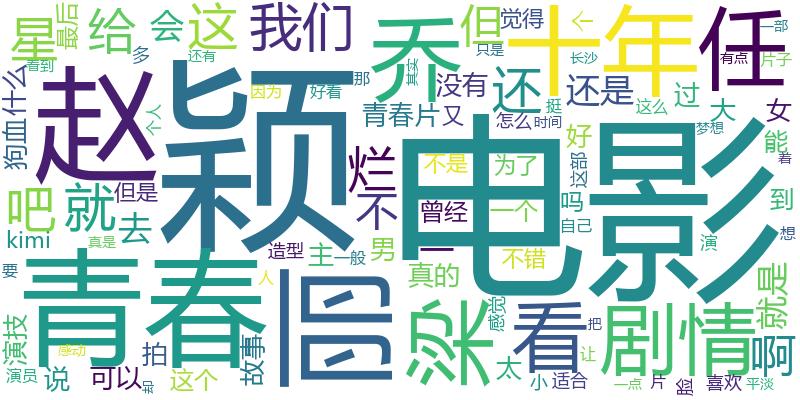 星
最后
给
会
这
我们
乔
但
觉得
只是
一个
十年
任
一部
多
看到
还有
赵
颖
那
没有
还
长沙
还是
有点
片子
什么
狗血
因为
好看
其实
青春片
又
怎么
挺
时间
这么
过
大
梦想
女
能
着
个人
烂
不是
为了
这部
好
电影
吧
就
但是
去
不
曾经
一个
吗
自己
到
想
kimi
真是
造型
主
一般
男
一
真的
不错
演
就是
要
青春
人
梁
感觉
看
把
剧情
啊
演技
感动
拍
故事
让
演员
说
可以
却
这个
太
小
适合
一点
片
脸
喜欢
平淡